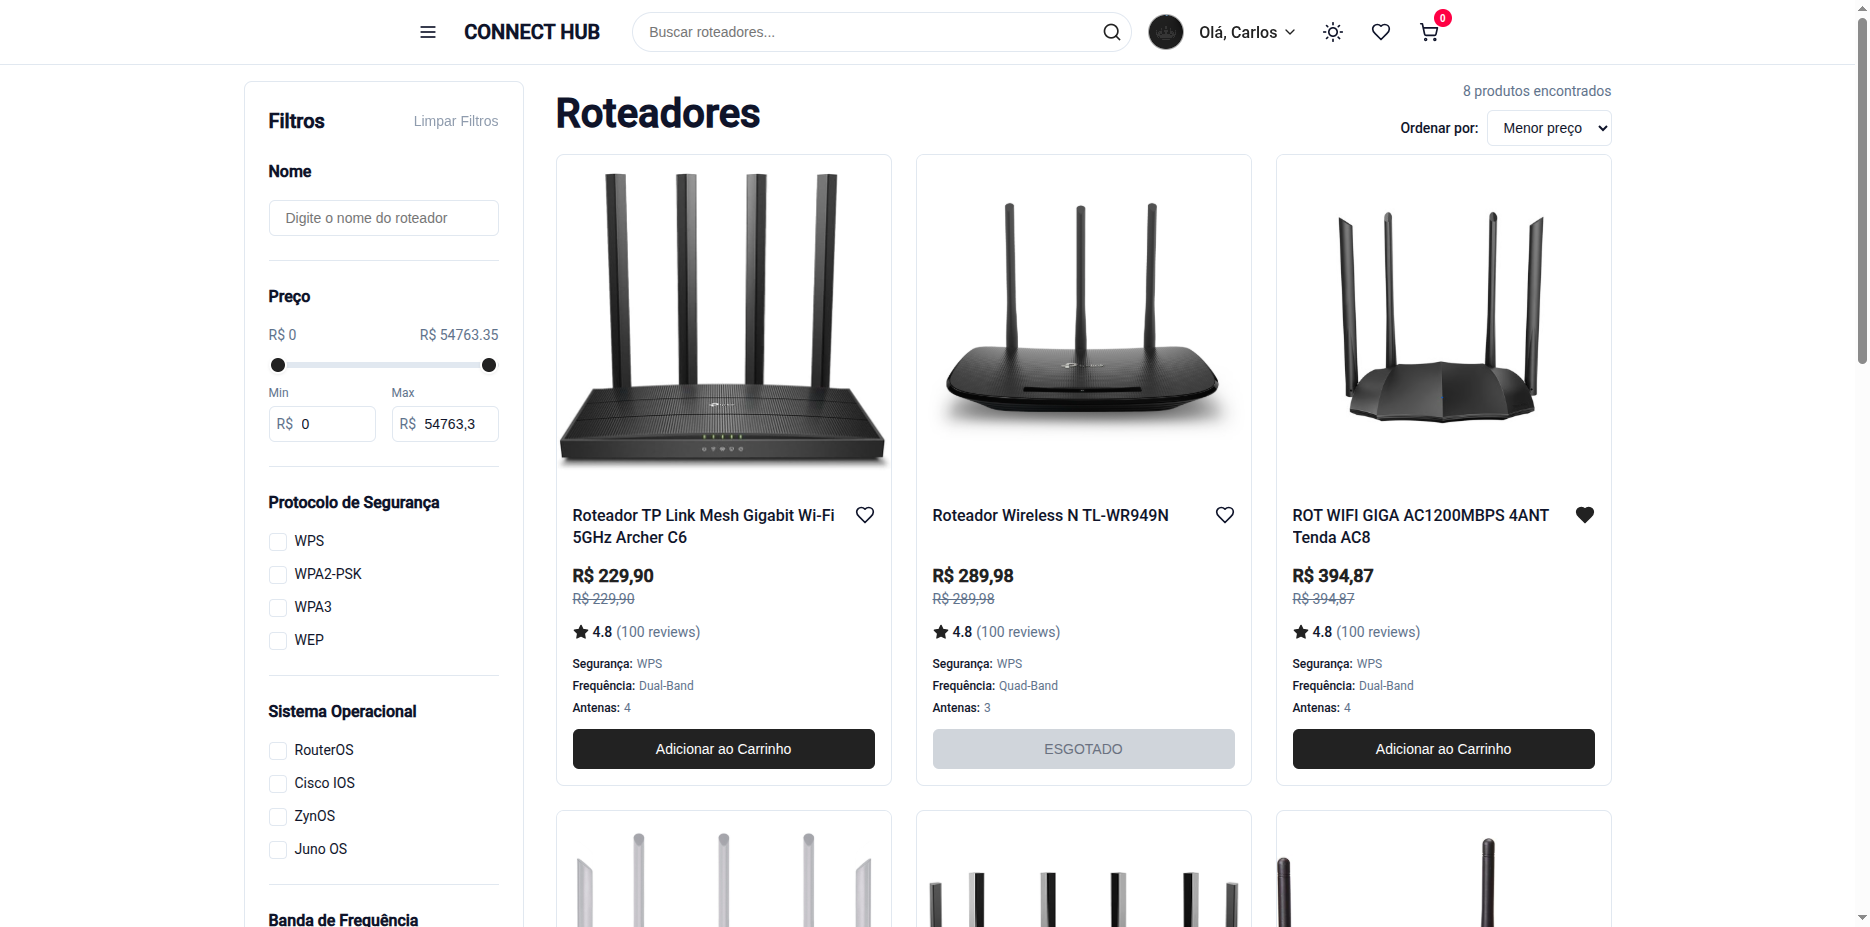 CONNECT HUB
Buscar roteadores...
Olá, Carlos
0
Filtros
Limpar Filtros
Nome
Digite o nome do roteador
Preço
R$ 0
R$ 54763.35
Min
Max
R$ 0
R$ 54763,3
Protocolo de Segurança
WPS
WPA2-PSK
WPA3
WEP
Sistema Operacional
RouterOS
Cisco IOS
ZynOS
Juno OS
Banda de Frequência
Roteadores
8 produtos encontrados
Ordenar por:
Menor preço
Roteador TP Link Mesh Gigabit Wi-Fi
5GHz Archer C6
R$ 229,90
R$ 229,90
4.8 (100 reviews)
Segurança: WPS
Frequência: Dual-Band
Antenas: 4
Adicionar ao Carrinho
Roteador Wireless N TL-WR949N
R$ 289,98
R$ 289,98
4.8 (100 reviews)
Segurança: WPS
Frequência: Quad-Band
Antenas: 3
ESGOTADO
ROT WIFI GIGA AC1200MBPS 4ANT
Tenda AC8
R$ 394,87
R$ 394,87
4.8 (100 reviews)
Segurança: WPS
Frequência: Dual-Band
Antenas: 4
Adicionar ao Carrinho